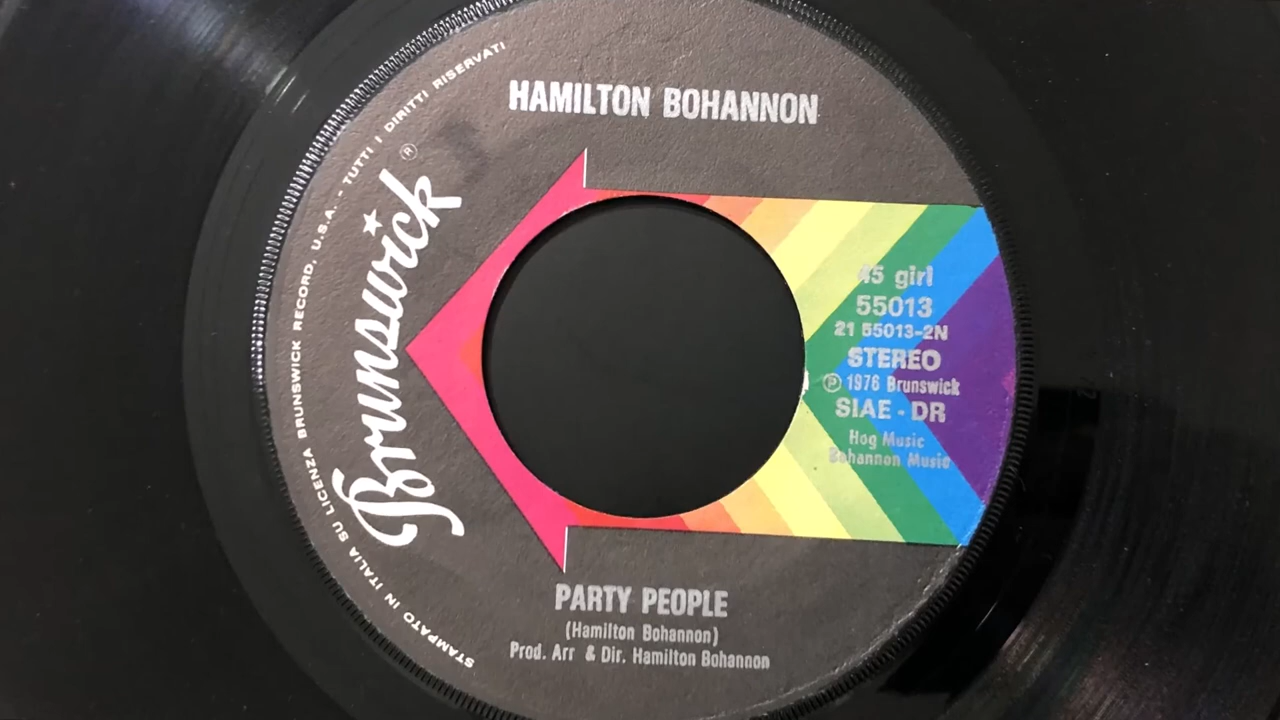 HAMILTON BOHANNON
Brunswick ®
STAMPATO IN ITALIA SU LICENZA BRUNSWICK RECORD, U.S.A. - TUTTI I DIRITTI RISERVATI
45 girl
55013
21 55013-2N
STEREO
Ⓟ 1976 Brunswick
SIAE - DR
Hog Music
Bohannon Music
PARTY PEOPLE
(Hamilton Bohannon)
Prod. Arr & Dir. Hamilton Bohannon